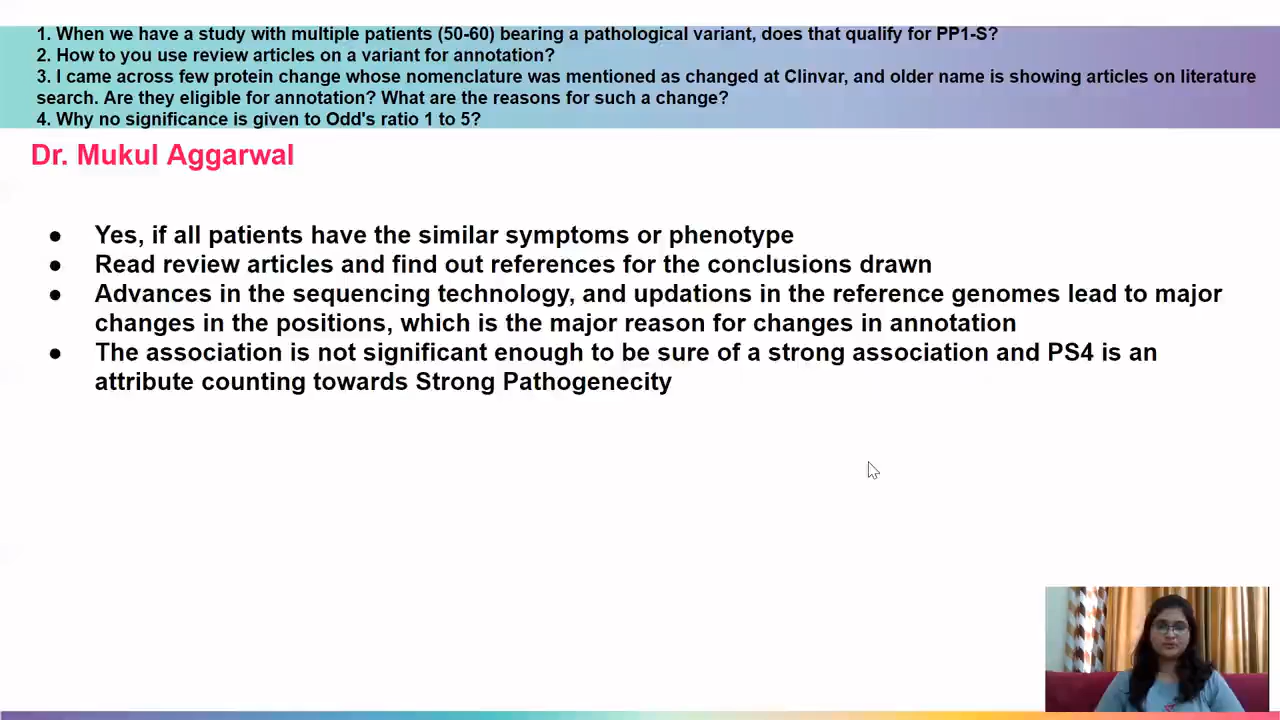 1. When we have a study with multiple patients (50-60) bearing a pathological variant, does that qualify for PP1-S?
2. How to you use review articles on a variant for annotation?
3. I came across few protein change whose nomenclature was mentioned as changed at Clinvar, and older name is showing articles on literature
search. Are they eligible for annotation? What are the reasons for such a change?
4. Why no significance is given to Odd's ratio 1 to 5?
Dr. Mukul Aggarwal
● Yes, if all patients have the similar symptoms or phenotype
● Read review articles and find out references for the conclusions drawn
● Advances in the sequencing technology, and updations in the reference genomes lead to major
changes in the positions, which is the major reason for changes in annotation
● The association is not significant enough to be sure of a strong association and PS4 is an
attribute counting towards Strong Pathogenecity